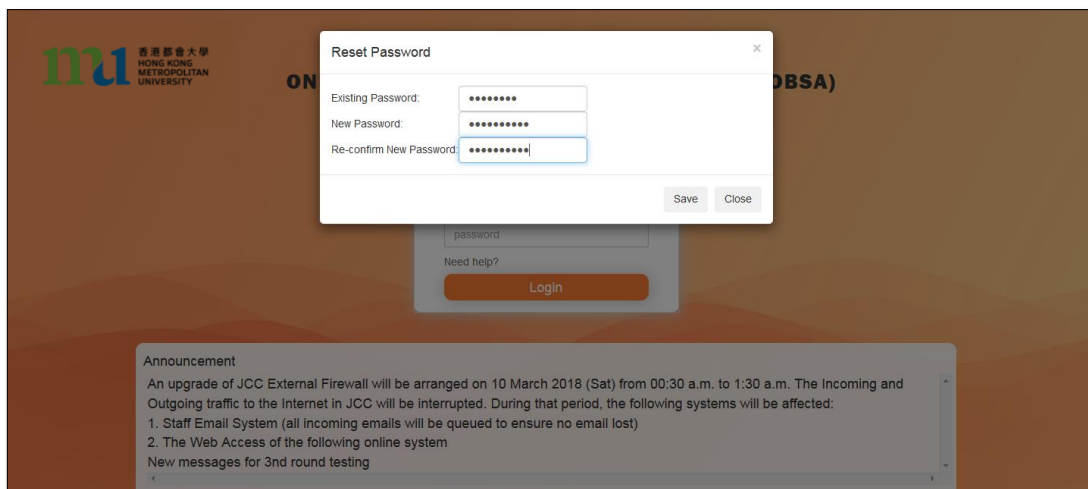 香港都會大學
HONG KONG
METROPOLITAN
UNIVERSITY
ON
OBSA)
Reset Password
×
Existing Password:
••••••••
New Password:
••••••••••
Re-confirm New Password:
••••••••••
Save Close
password
Need help?
Login
Announcement
An upgrade of JCC External Firewall will be arranged on 10 March 2018 (Sat) from 00:30 a.m. to 1:30 a.m. The Incoming and
Outgoing traffic to the Internet in JCC will be interrupted. During that period, the following systems will be affected:
1. Staff Email System (all incoming emails will be queued to ensure no email lost)
2. The Web Access of the following online system
New messages for 3nd round testing